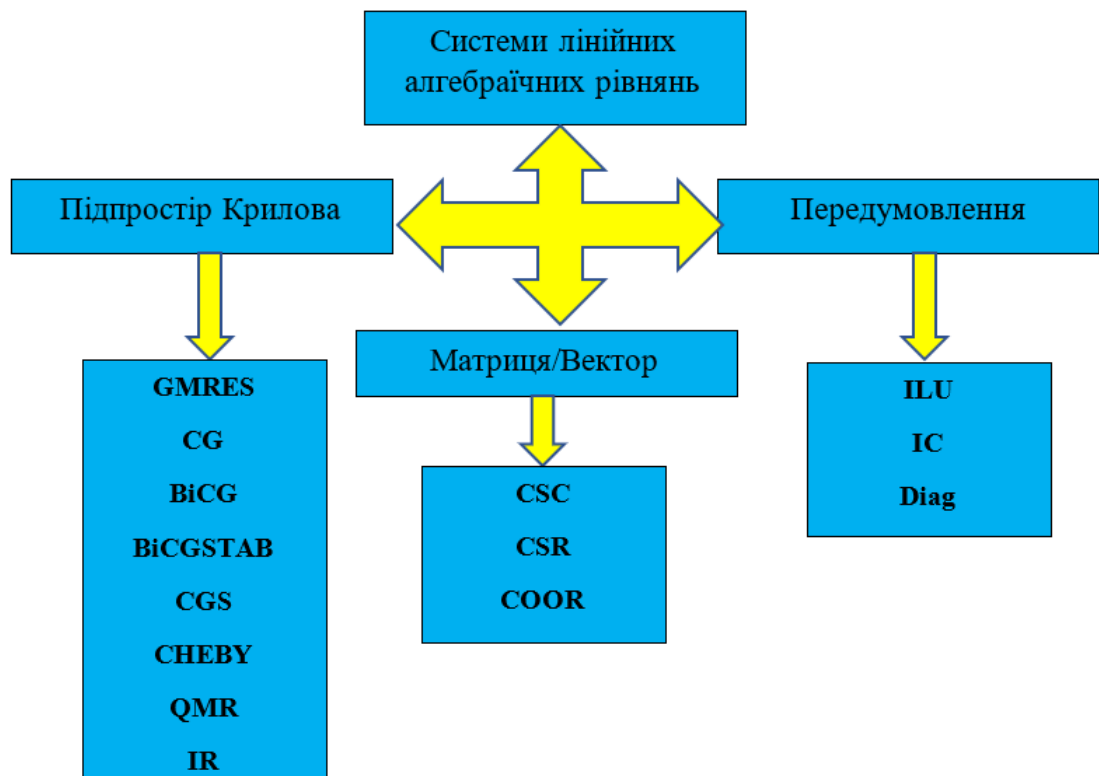 Системи лінійних
алгебраїчних рівнянь
Підпростір Крилова
Передумовлення
Матриця/Вектор
GMRES
CG
BiCG
BiCGSTAB
CGS
CHEBY
QMR
IR
CSC
CSR
COOR
ILU
IC
Diag